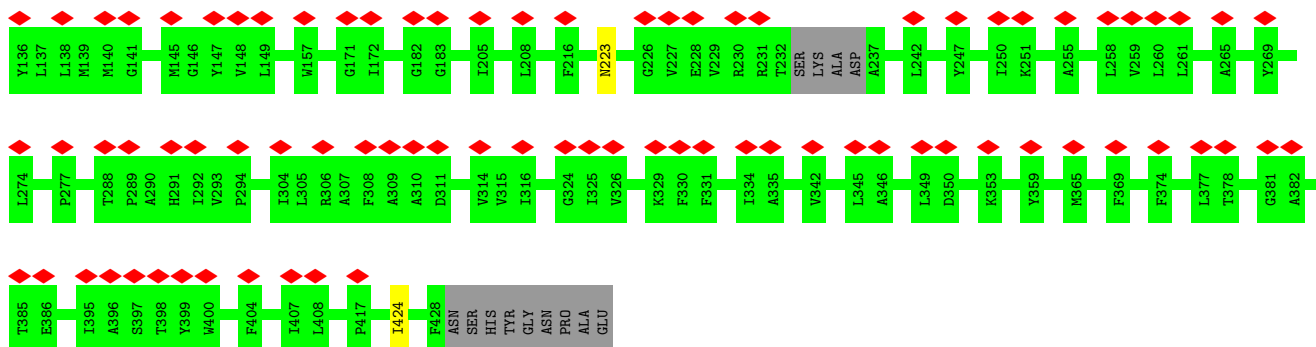 Y136 L137 L138 M139 M140 G141 M145 G146 Y147 V148 L149 W157 G171 I172 G182 G183 I205 L208 F216 N223 G226 V227 E228 V229 R230 R231 T232 SER LYS ALA ASP A237 L242 Y247 I250 K251 A255 L258 V259 L260 L261 A265 Y269
L274 P277 T288 P289 A290 H291 I292 V293 P294 I304 L305 R306 A307 F308 A309 A310 D311 V314 V315 I316 G324 I325 V326 K329 F330 F331 I334 A335 V342 L345 A346 L349 D350 K353 Y359 M365 F369 F374 L377 T378 G381 A382
T385 E386 I395 A396 S397 T398 Y399 W400 F404 I407 L408 P417 I424 F428 ASN SER HIS TYR GLY ASN PRO ALA GLU